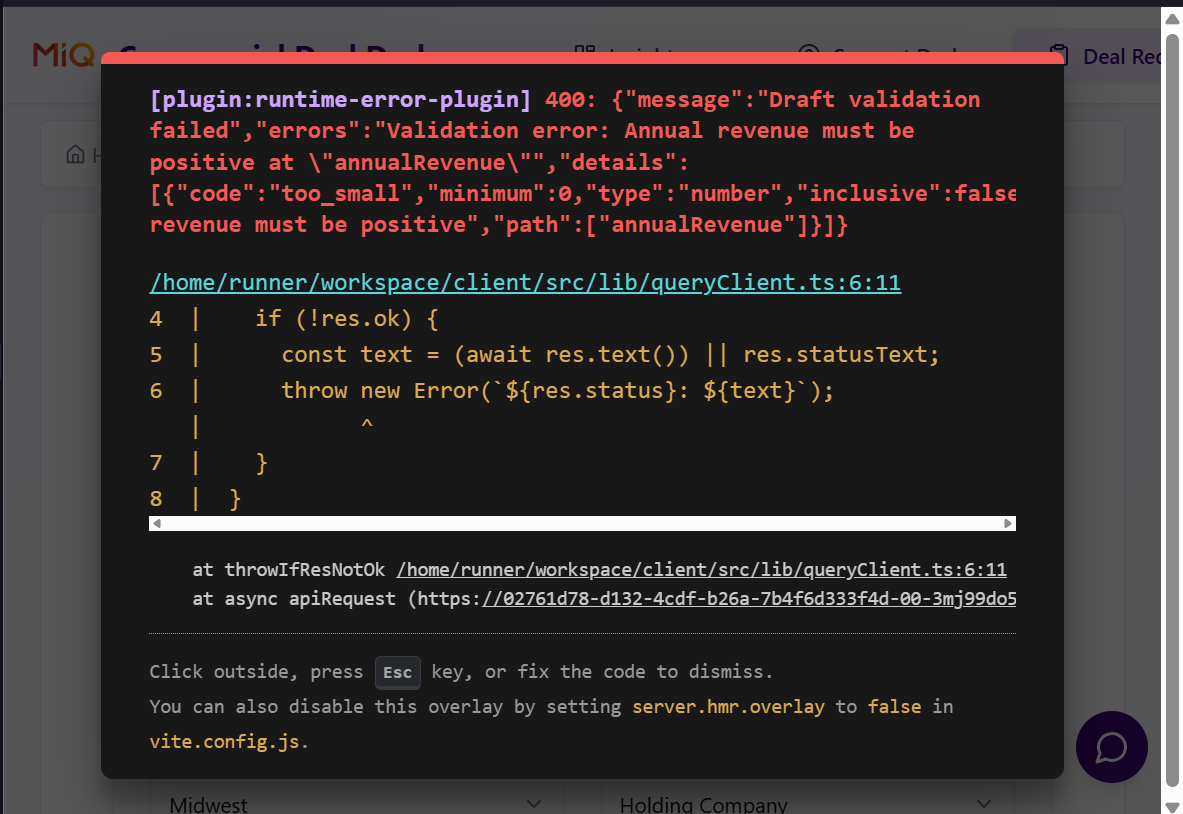 MiQ
Deal Rec
[plugin:runtime-error-plugin] 400: {"message":"Draft validation
failed","errors":"Validation error: Annual revenue must be
positive at \"annualRevenue\"","details":
[{"code":"too_small","minimum":0,"type":"number","inclusive":false
revenue must be positive","path":["annualRevenue"]}]}
/home/runner/workspace/client/src/lib/queryClient.ts:6:11
4 | if (!res.ok) {
5 | const text = (await res.text()) || res.statusText;
6 | throw new Error(`${res.status}: ${text}`);
| ^
7 | }
8 | }
at throwIfResNotOk /home/runner/workspace/client/src/lib/queryClient.ts:6:11
at async apiRequest (https://02761d78-d132-4cdf-b26a-7b4f6d333f4d-00-3mj99do5
Click outside, press Esc key, or fix the code to dismiss.
You can also disable this overlay by setting server.hmr.overlay to false in
vite.config.js.
Midwest
Holding Company